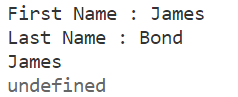 First Name : James
Last Name : Bond
James
undefined